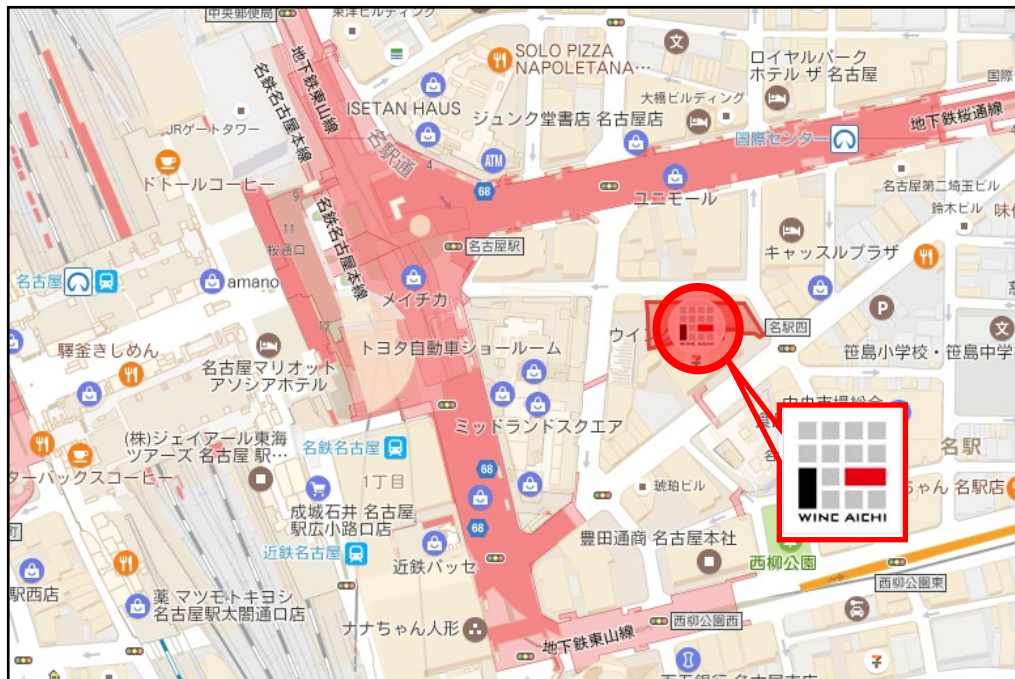 中央郵便局
東洋ビルディング
SOLO PIZZA
NAPOLETANA…
文
ロイヤルパーク
ホテル ザ 名古屋
地下鉄東山線
名鉄名古屋本線
ISETAN HAUS
大橋ビルディング
国際
JRゲートタワー
名駅通
4
ジュンク堂書店 名古屋店
地下鉄桜通線
国際センター
ATM
68
ドトールコーヒー
9
名鉄名古屋本線
ユニモール
名古屋第二埼玉ビル
鈴木ビル
味
11
桜通口
名古屋駅
キャッスルプラザ
名古屋
amano
メイチカ
P
名駅四
文
ウイ
WINC AICHI
笹島小学校・笹島中学
驛釜きしめん
名古屋マリオット
アソシアホテル
トヨタ自動車ショールーム
ミッドランドスクエア
(株)ジェイアール東海
ツアーズ 名古屋 駅…
名鉄名古屋
名駅
ターバックスコーヒー
1丁目
68
琥珀ビル
ちゃん 名駅店
WINC AICHI
成城石井 名古屋
駅広小路口店
68
豊田通商 名古屋本社
近鉄名古屋
近鉄パッセ
西柳公園
西柳公園東
駅西店
薬 マツモトキヨシ
名古屋駅太閤通口店
ナナちゃん人形
西柳公園西
地下鉄東山線